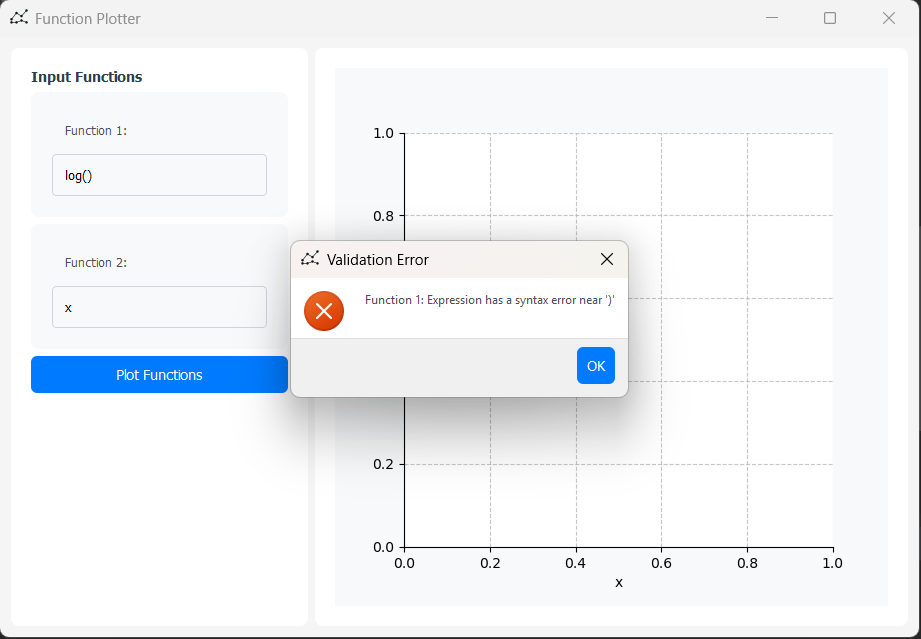 Function Plotter
Input Functions
Function 1:
log()
Function 2:
x
Plot Functions
Validation Error
Function 1: Expression has a syntax error near ')'
OK
1.0
0.8
0.2
0.0
0.0 0.2 0.4 0.6 0.8 1.0
x